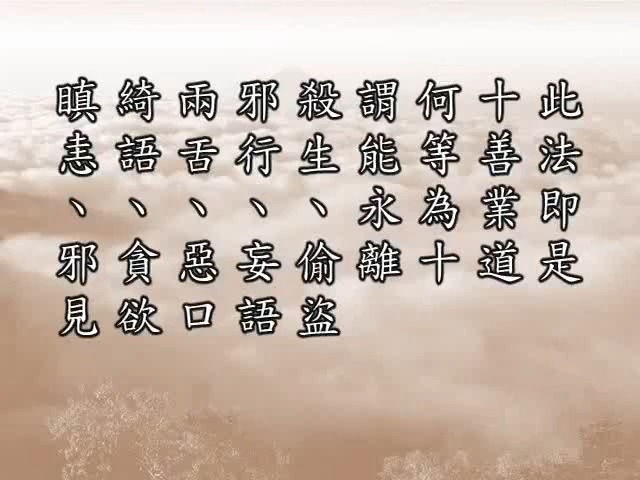 此法即是
十善業道
何等為十
謂能永離
殺生、偷盜
邪行、妄語
兩舌、惡口
綺語、貪欲
瞋恚、邪見